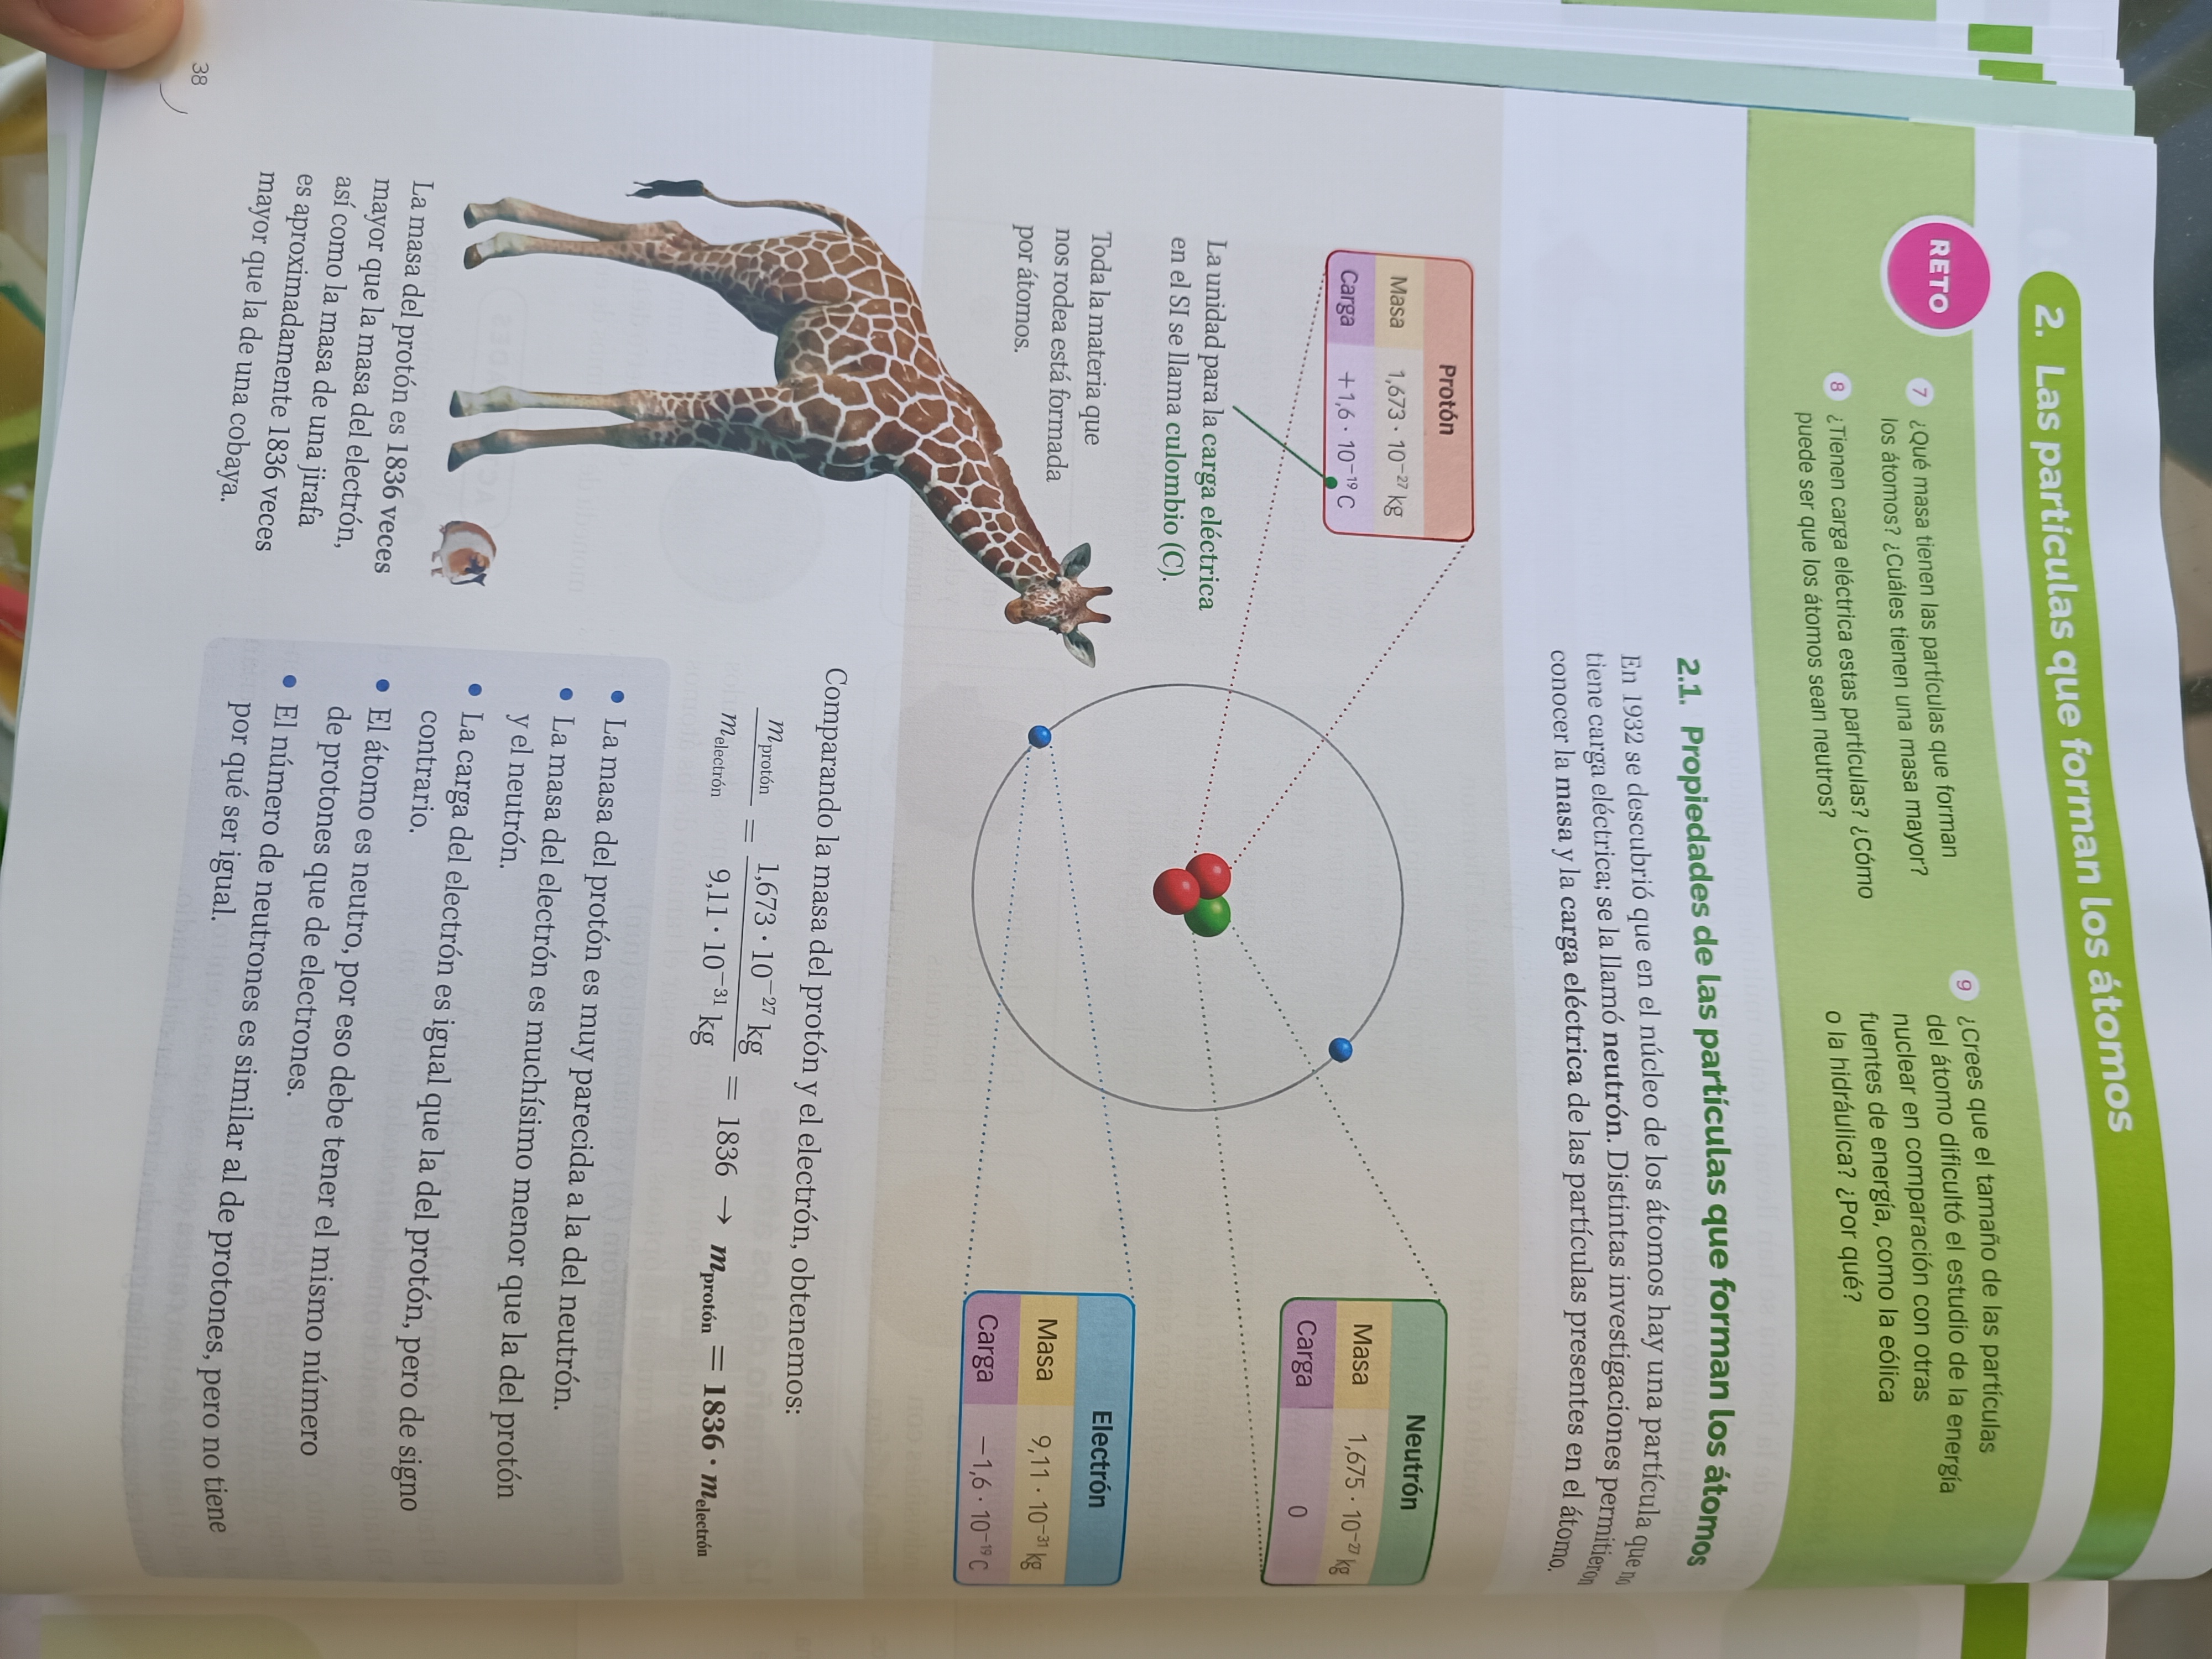 2. Las partículas que forman los átomos
RETO
7 ¿Qué masa tienen las partículas que forman
los átomos? ¿Cuáles tienen una masa mayor?
8 ¿Tienen carga eléctrica estas partículas? ¿Cómo
puede ser que los átomos sean neutros?
9 ¿Crees que el tamaño de las partículas
del átomo dificultó el estudio de la energía
nuclear en comparación con otras
fuentes de energía, como la eólica
o la hidráulica? ¿Por qué?
2.1. Propiedades de las partículas que forman los átomos
En 1932 se descubrió que en el núcleo de los átomos hay una partícula que no
tiene carga eléctrica; se la llamó neutrón. Distintas investigaciones permitieron
conocer la masa y la carga eléctrica de las partículas presentes en el átomo.
Protón
Masa 1,673 · 10⁻²⁷ kg
Carga +1,6 · 10⁻¹⁹ C
Neutrón
Masa 1,675 · 10⁻²⁷ kg
Carga 0
La unidad para la carga eléctrica
en el SI se llama culombio (C).
Electrón
Masa 9,11 · 10⁻³¹ kg
Carga −1,6 · 10⁻¹⁹ C
Toda la materia que
nos rodea está formada
por átomos.
La masa del protón es 1836 veces
mayor que la masa del electrón,
así como la masa de una jirafa
es aproximadamente 1836 veces
mayor que la de una cobaya.
Comparando la masa del protón y el electrón, obtenemos:
m protón / m electrón = 1,673 · 10⁻²⁷ kg / 9,11 · 10⁻³¹ kg = 1836 → m protón = 1836 · m electrón
• La masa del protón es muy parecida a la del neutrón.
• La masa del electrón es muchísimo menor que la del protón
y el neutrón.
• La carga del electrón es igual que la del protón, pero de signo
contrario.
• El átomo es neutro, por eso debe tener el mismo número
de protones que de electrones.
• El número de neutrones es similar al de protones, pero no tiene
por qué ser igual.
38